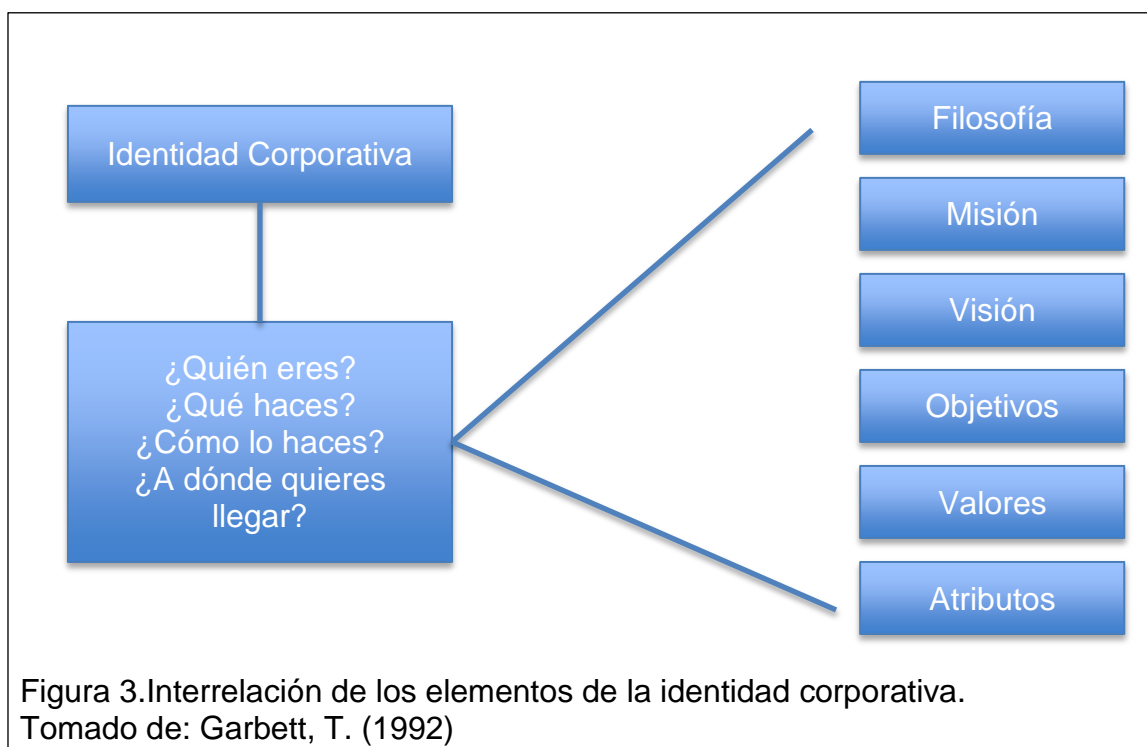 Identidad Corporativa
¿Quién eres?
¿Qué haces?
¿Cómo lo haces?
¿A dónde quieres
llegar?
Filosofía
Misión
Visión
Objetivos
Valores
Atributos
Figura 3.Interrelación de los elementos de la identidad corporativa.
Tomado de: Garbett, T. (1992)